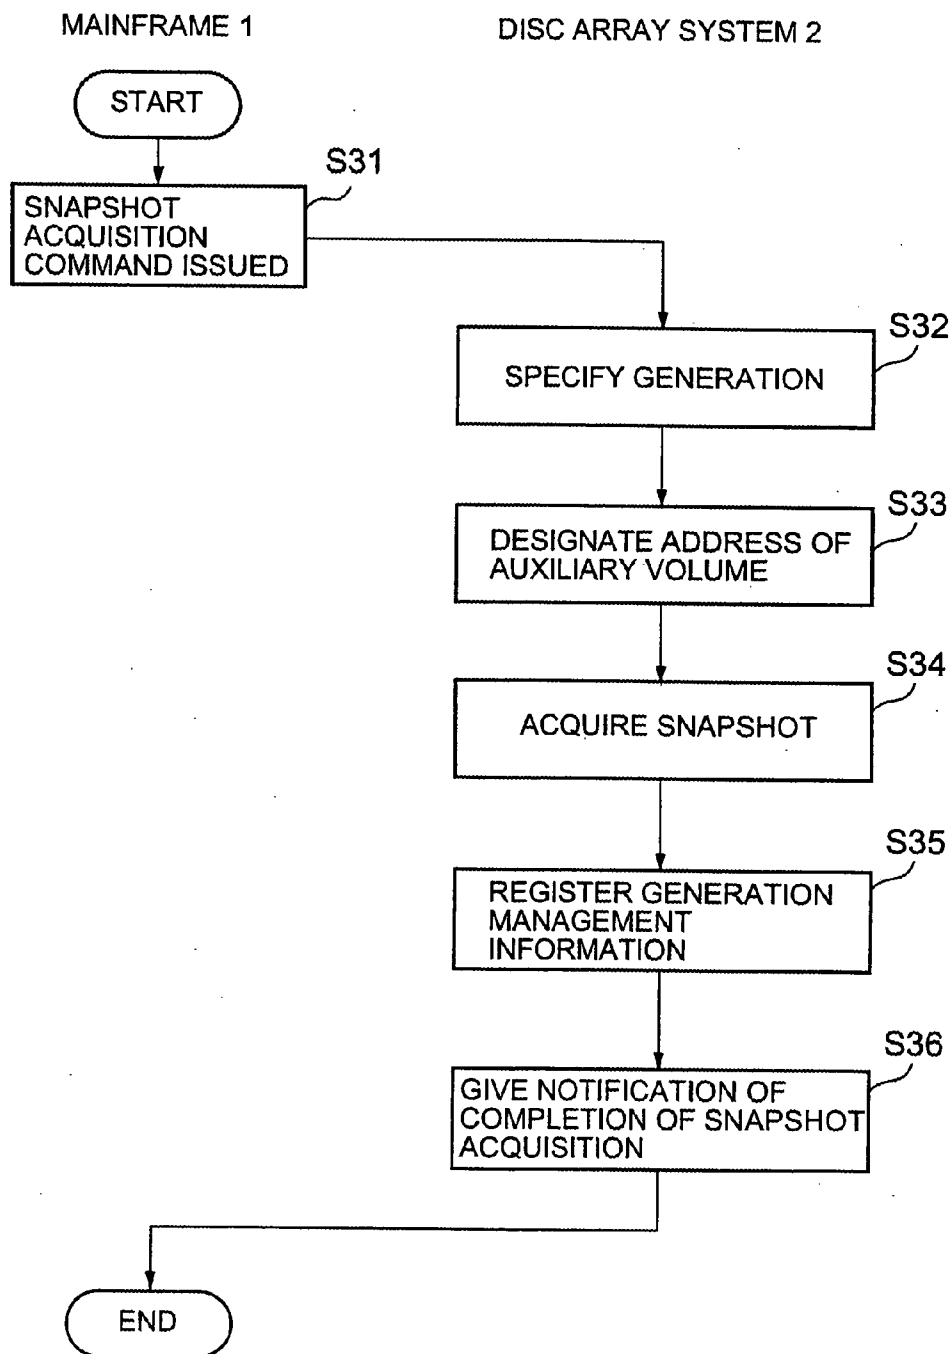 MAINFRAME 1
DISC ARRAY SYSTEM 2
START
S31
SNAPSHOT
ACQUISITION
COMMAND ISSUED
S32
SPECIFY GENERATION
S33
DESIGNATE ADDRESS OF
AUXILIARY VOLUME
S34
ACQUIRE SNAPSHOT
S35
REGISTER GENERATION
MANAGEMENT
INFORMATION
S36
GIVE NOTIFICATION OF
COMPLETION OF SNAPSHOT
ACQUISITION
END